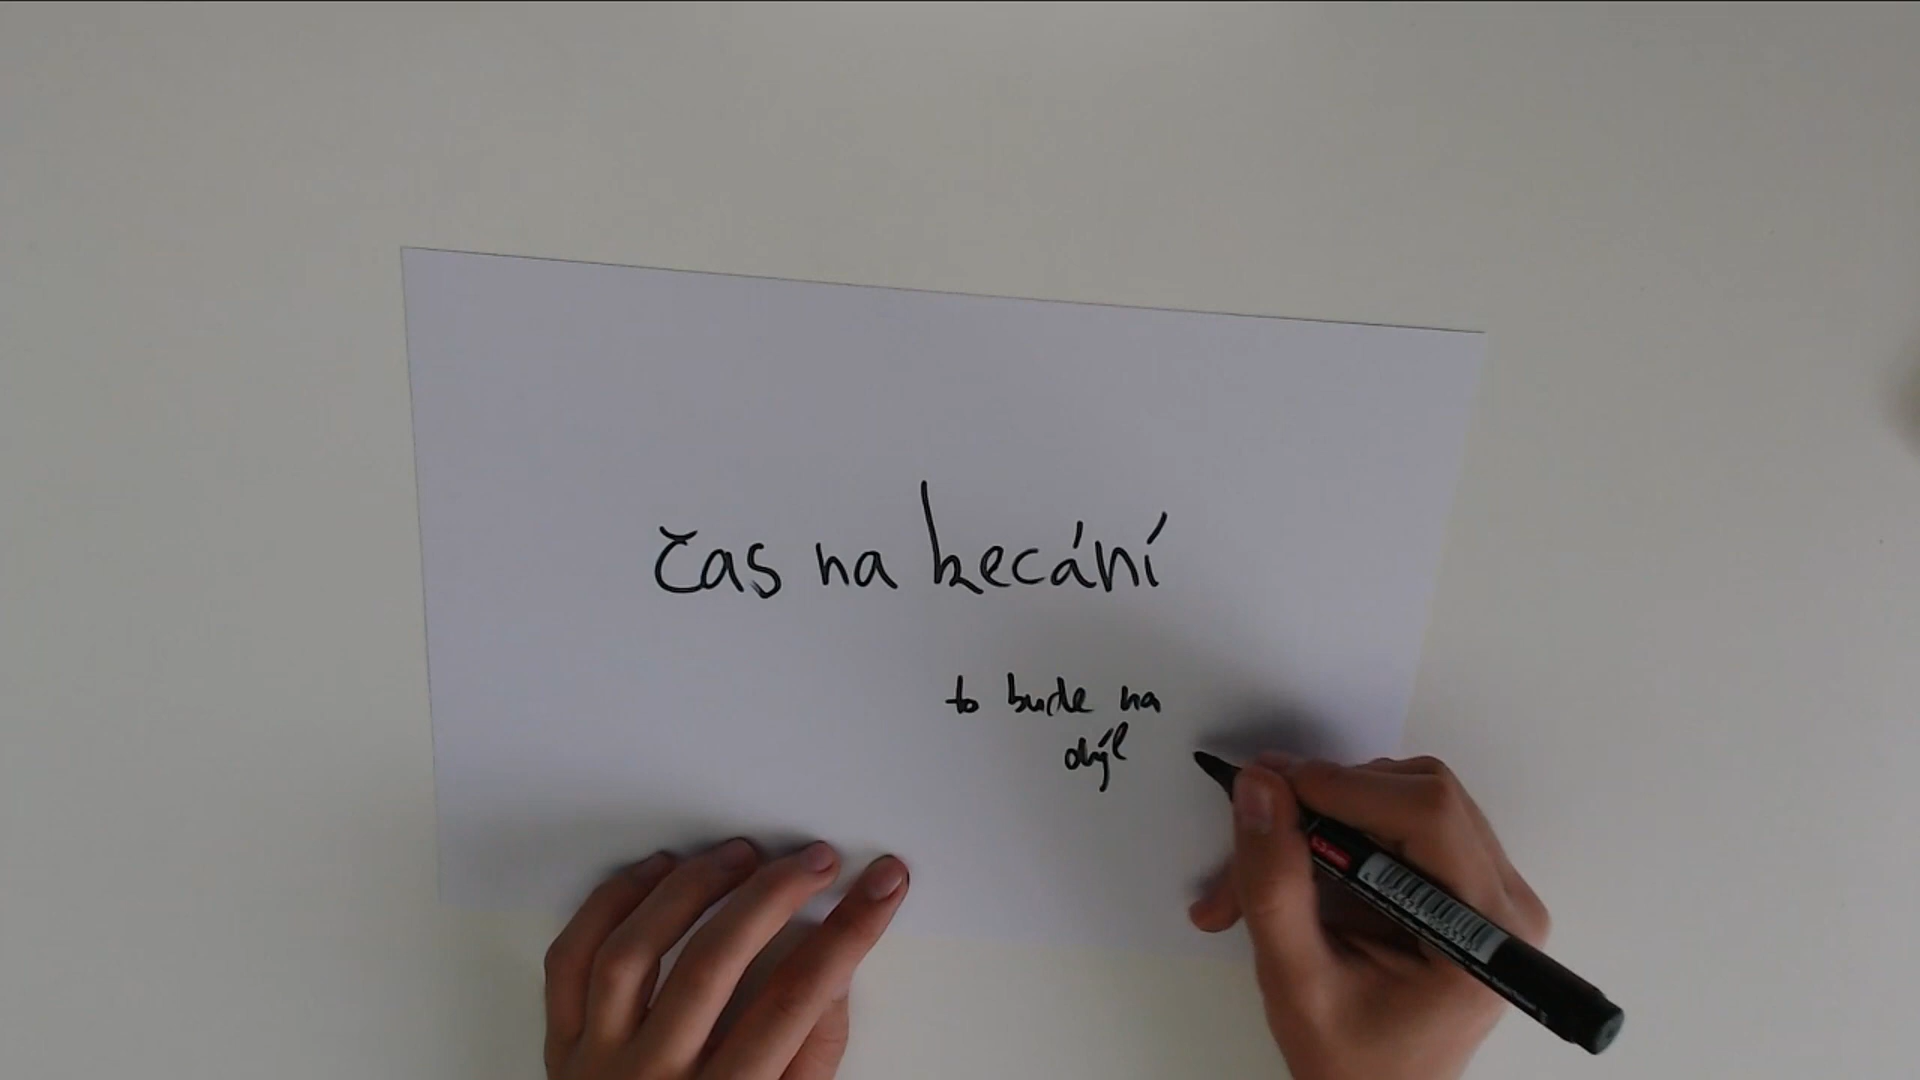 čas na kecání
to bude na
dýl